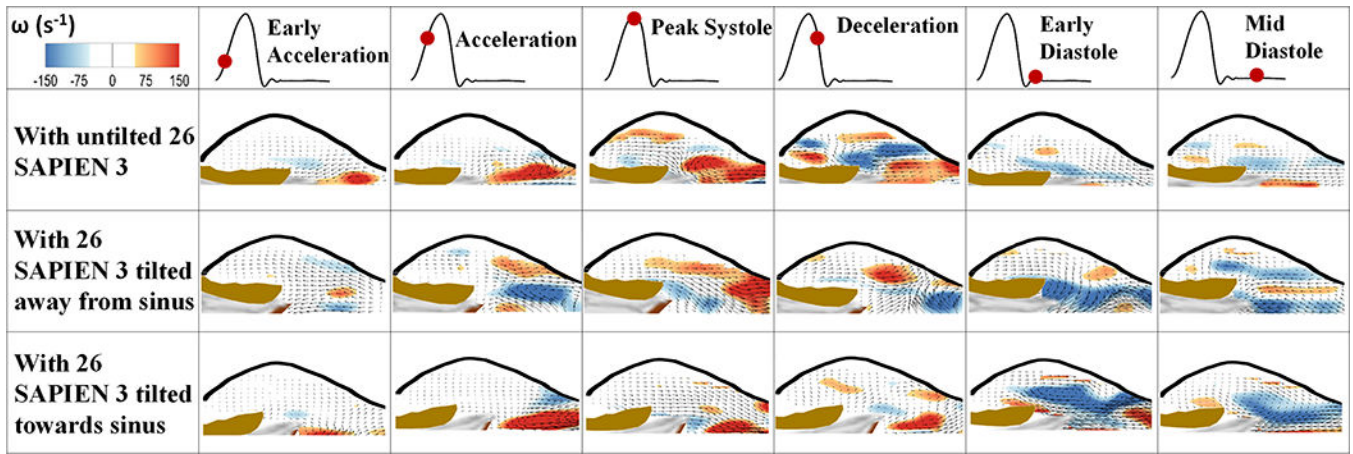 ω (s⁻¹)
-150 -75 0 75 150
Early
Acceleration
Acceleration
Peak Systole
Deceleration
Early
Diastole
Mid
Diastole
With untilted 26
SAPIEN 3
With 26
SAPIEN 3 tilted
away from sinus
With 26
SAPIEN 3 tilted
towards sinus